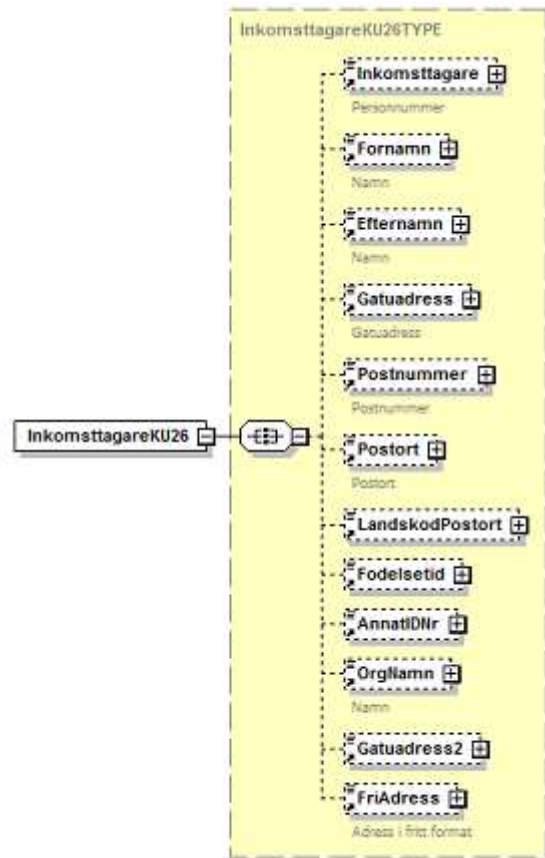 InkomsttagareKU26TYPE
Inkomsttagare
Personnummer
Fornamn
Namn
Efternamn
Namn
Gatuadress
Gatuadress
Postnummer
Postnummer
InkomsttagareKU26
Postort
Postort
LandskodPostort
Fodelsetid
AnnatIDNr
OrgNamn
Namn
Gatuadress2
FriAdress
Adress i fritt format